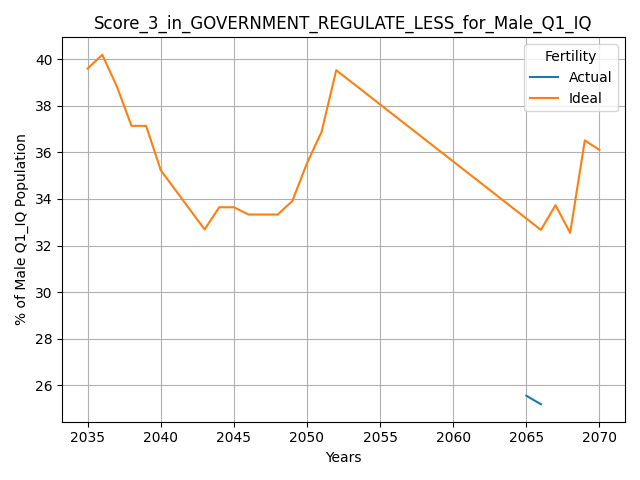 Score_3_in_GOVERNMENT_REGULATE_LESS_for_Male_Q1_IQ
Fertility
Actual
Ideal
% of Male Q1_IQ Population
40
38
36
34
32
30
28
26
2035 2040 2045 2050 2055 2060 2065 2070
Years